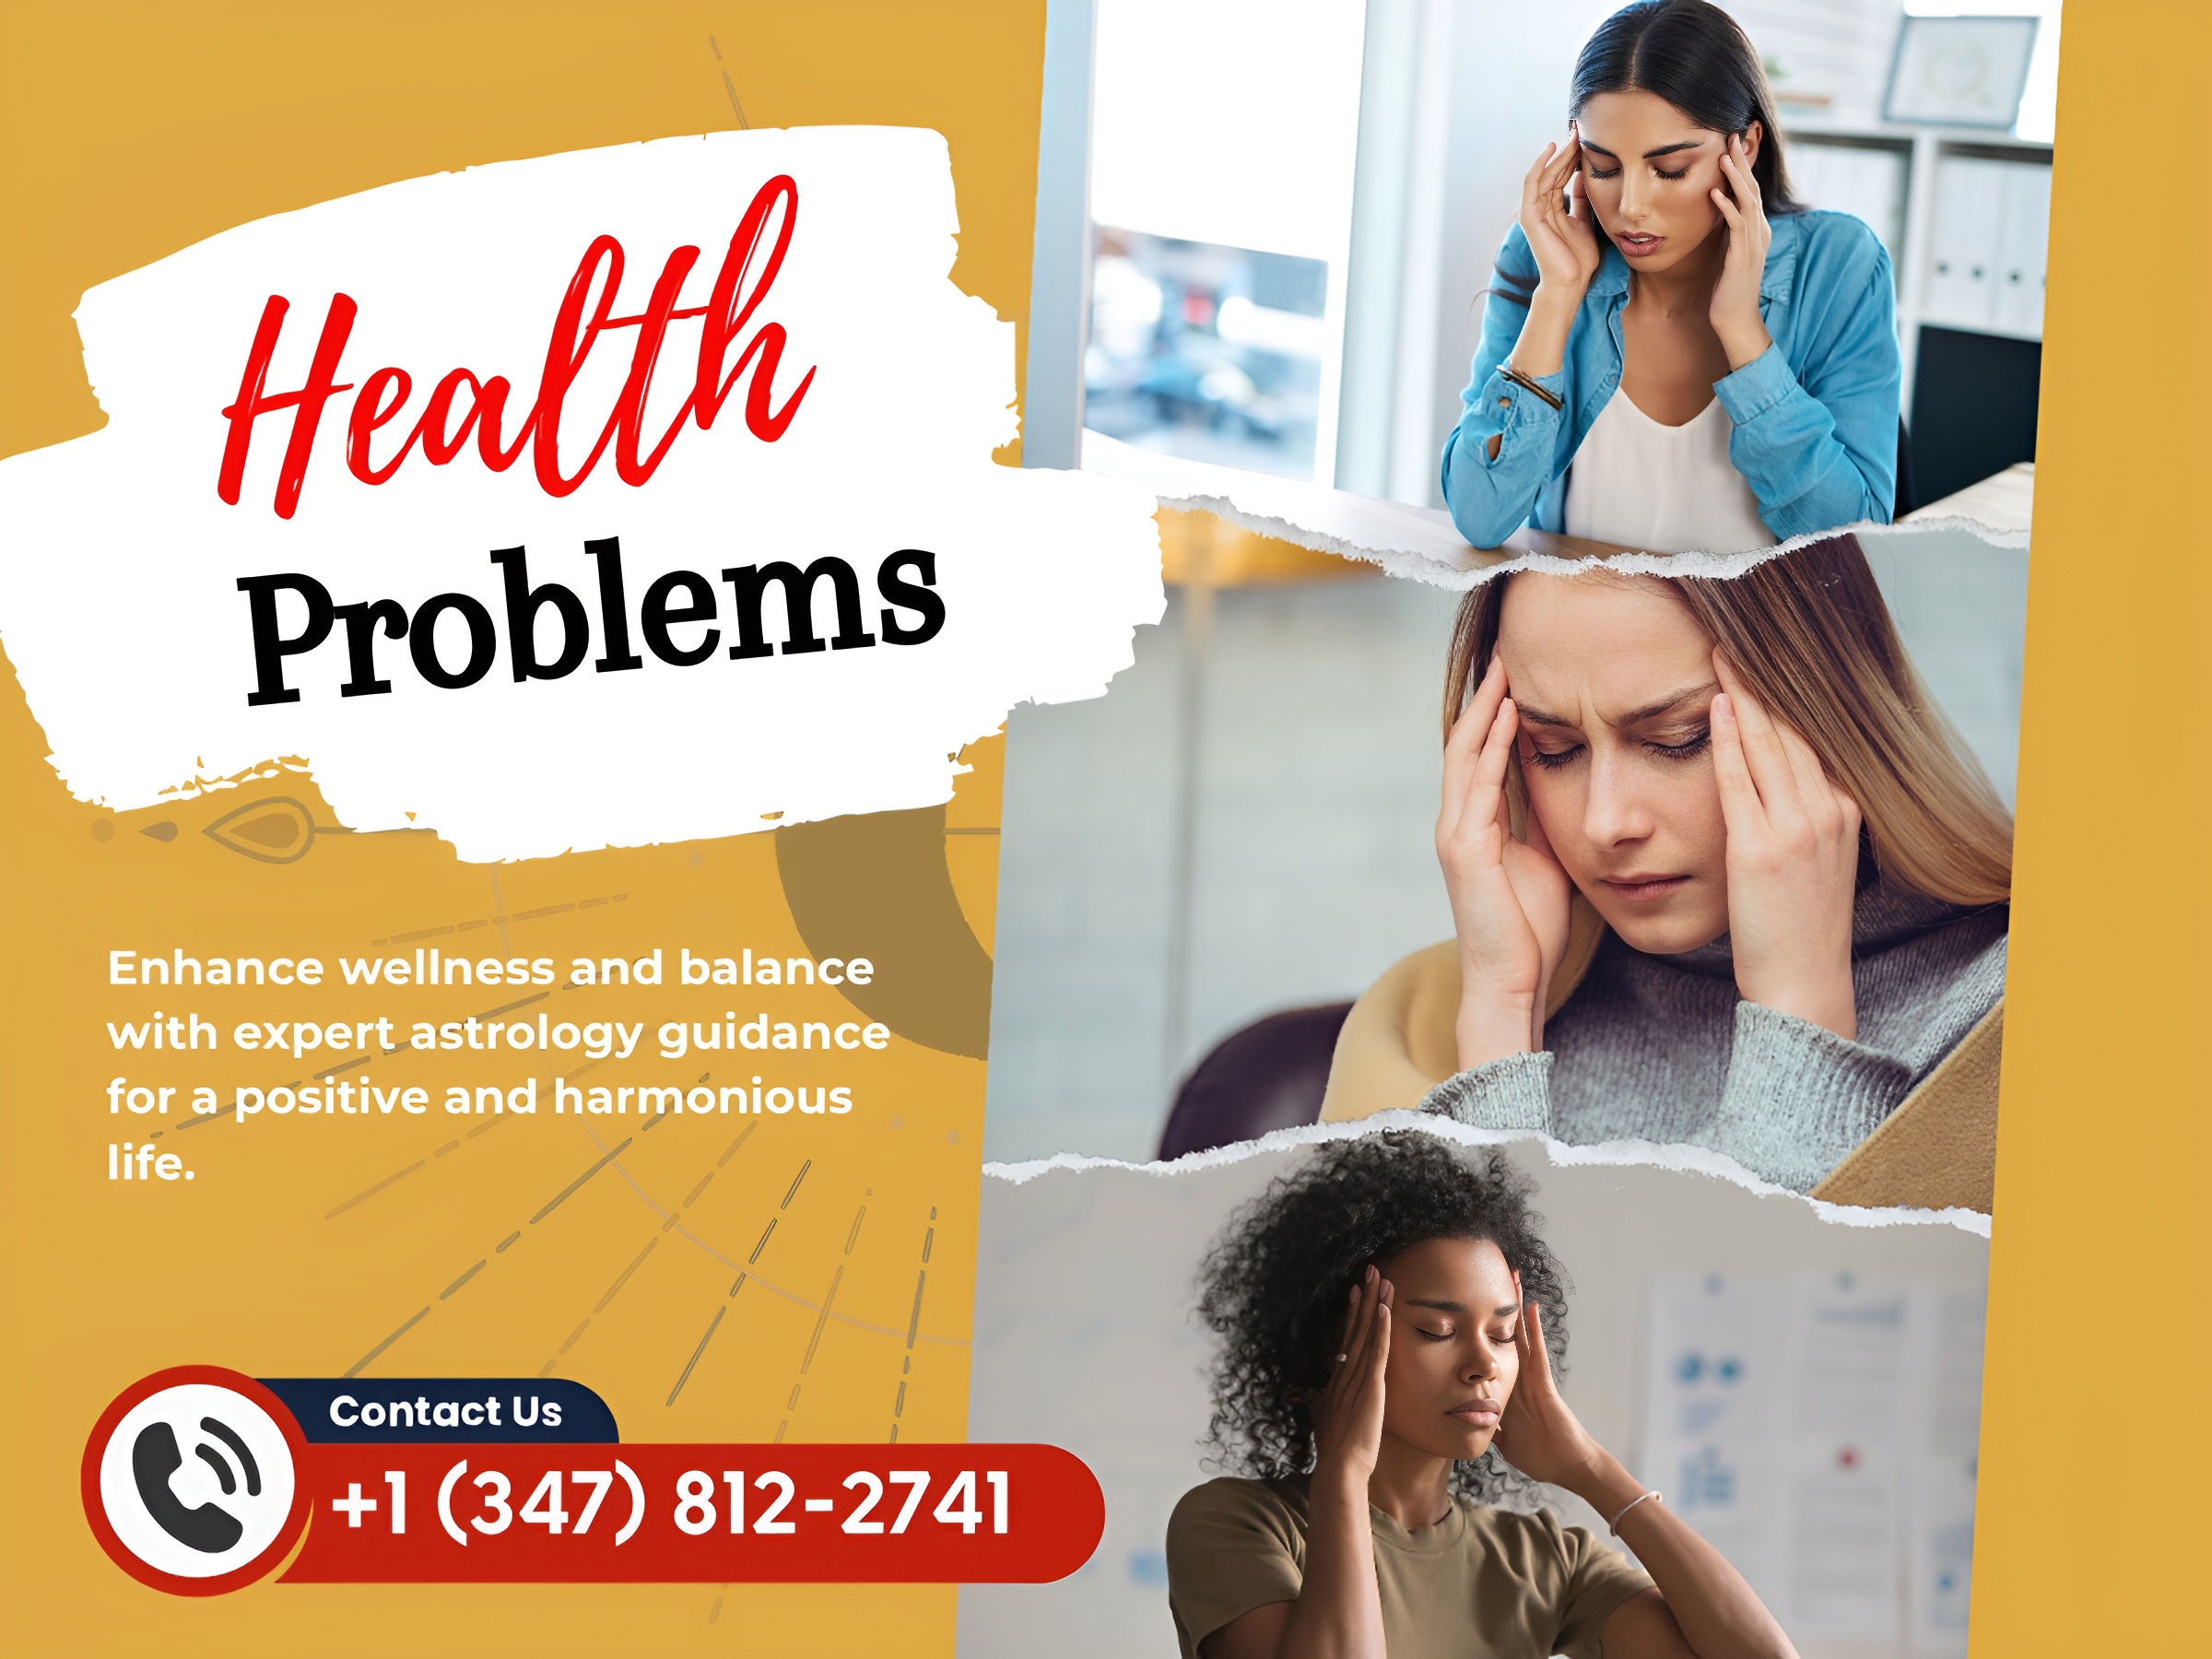 Health
Problems
Enhance wellness and balance
with expert astrology guidance
for a positive and harmonious
life.
Contact Us
+1 (347) 812-2741